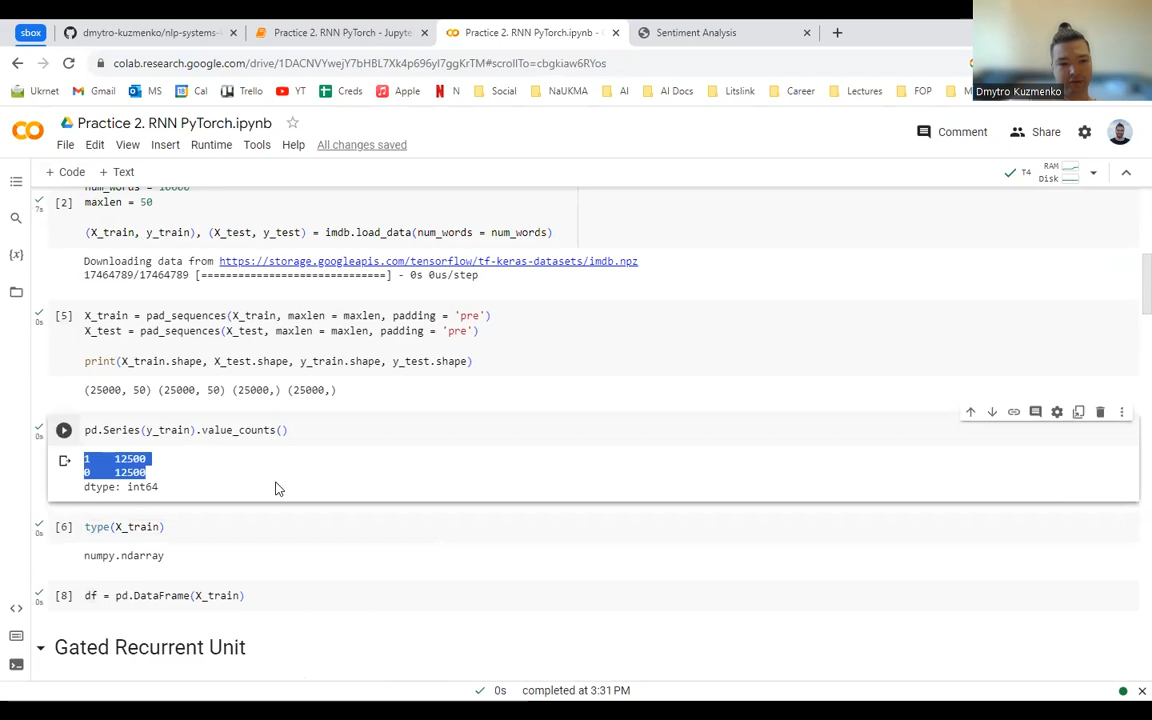 sbox
dmytro-kuzmenko/nlp-systems-
Practice 2. RNN PyTorch - Jupyte
Practice 2. RNN PyTorch.ipynb -
Sentiment Analysis
colab.research.google.com/drive/1DACNVYwejY7bHBL7Xk4p696yI7ggKrTM#scrollTo=cbgkiaw6RYos
Ukrnet
Gmail
MS
Cal
Trello
YT
Creds
Apple
N
Social
NaUKMA
AI
AI Docs
Litslink
Career
Lectures
FOP
Dmytro Kuzmenko
Practice 2. RNN PyTorch.ipynb
Comment
Share
File Edit View Insert Runtime Tools Help All changes saved
+ Code + Text
T4
RAM
Disk
num_words = 10000
[2] maxlen = 50
7s
(X_train, y_train), (X_test, y_test) = imdb.load_data(num_words = num_words)
Downloading data from https://storage.googleapis.com/tensorflow/tf-keras-datasets/imdb.npz
17464789/17464789 [==============================] - 0s 0us/step
[5] X_train = pad_sequences(X_train, maxlen = maxlen, padding = 'pre')
0s
X_test = pad_sequences(X_test, maxlen = maxlen, padding = 'pre')
print(X_train.shape, X_test.shape, y_train.shape, y_test.shape)
(25000, 50) (25000, 50) (25000,) (25000,)
pd.Series(y_train).value_counts()
0s
1 12500
0 12500
dtype: int64
[6] type(X_train)
0s
numpy.ndarray
[8] df = pd.DataFrame(X_train)
0s
Gated Recurrent Unit
0s completed at 3:31 PM